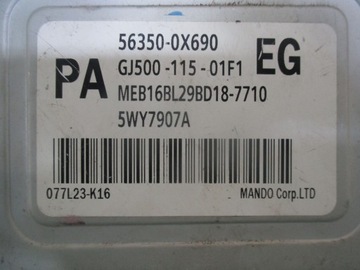 56350-0X690
PA GJ500 -115 -01F1 EG
MEB16BL29BD18-7710
5WY7907A
077L23-K16 MANDO Corp.LTD